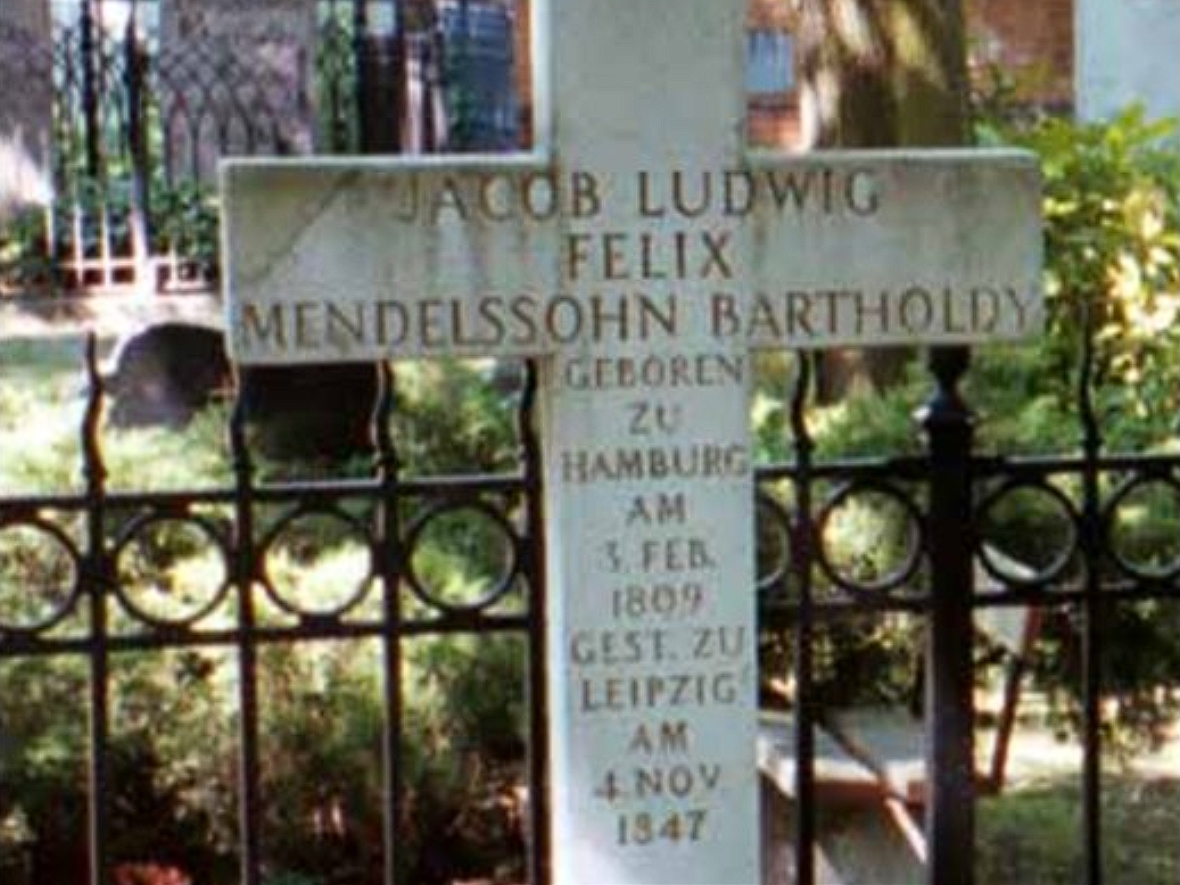 JACOB LUDWIG
FELIX
MENDELSSOHN BARTHOLDY
GEBOREN
ZU
HAMBURG
AM
3. FEB.
1809
GEST. ZU
LEIPZIG
AM
4. NOV
1847